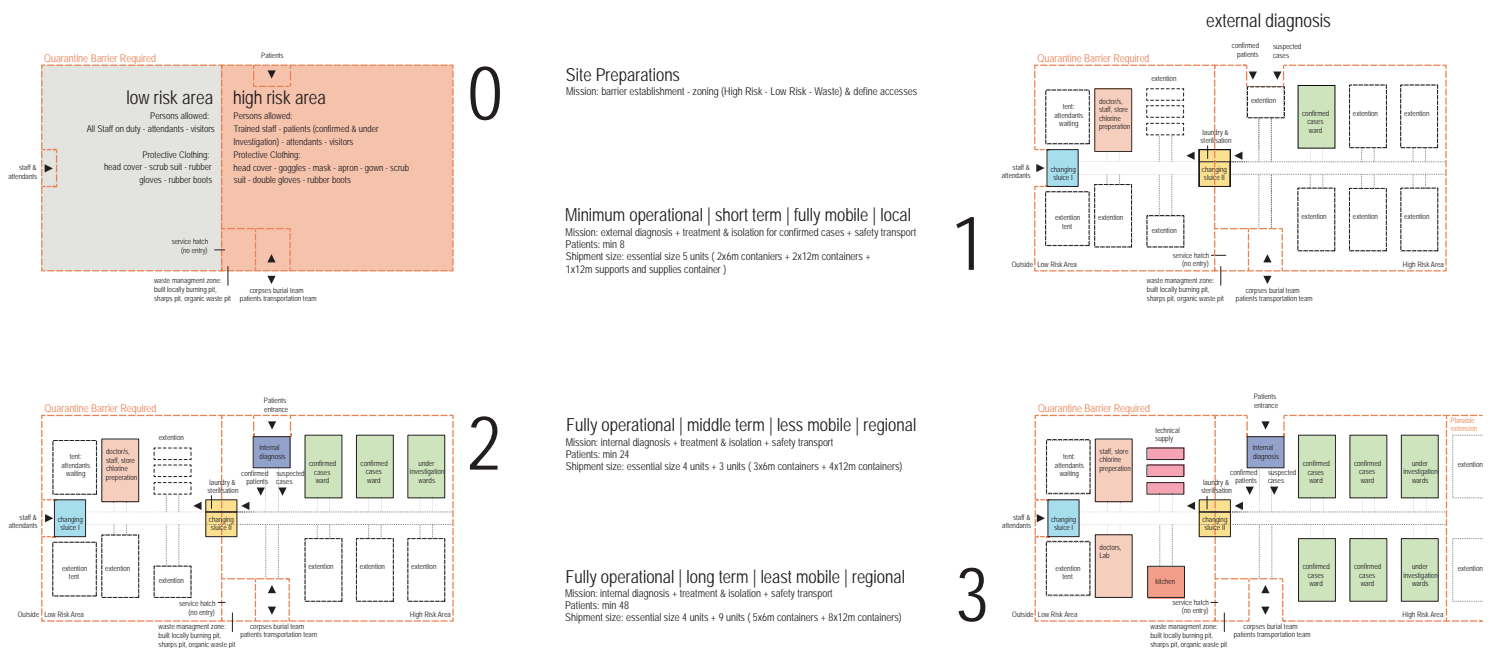 external diagnosis
Quarantine Barrier Required
Patients
low risk area
Persons allowed:
All Staff on duty - attendants - visitors
Protective Clothing:
head cover - scrub suit - rubber
gloves - rubber boots
high risk area
Persons allowed:
Trained staff - patients (confirmed & under
Investigation) - attendants - visitors
Protective Clothing:
head cover - goggles - mask - apron - gown - scrub
suit - double gloves - rubber boots
staff &
attendants
service hatch
(no entry)
waste managment zone:
built locally burning pit,
sharps pit, organic waste pit
corpses burial team
patients transportation team
0
Site Preparations
Mission: barrier establishment - zoning (High Risk - Low Risk - Waste) & define accesses
Minimum operational | short term | fully mobile | local
Mission: external diagnosis + treatment & isolation for confirmed cases + safety transport
Patients: min 8
Shipment size: essential size 5 units ( 2x6m contaniers + 2x12m containers +
1x12m supports and supplies container )
1
Quarantine Barrier Required
confirmed
patients
suspected
cases
extention
tent:
attendants
waiting
doctor/s,
staff, store
chlorine
preperation
extention
confirmed
cases
ward
extention
extention
laundry &
sterilisation
staff &
attendants
changing
sluice I
changing
sluice II
extention
tent
extention
extention
extention
extention
extention
service hatch
(no entry)
Outside
Low Risk Area
High Risk Area
waste managment zone:
built locally burning pit,
sharps pit, organic waste pit
corpses burial team
patients transportation team
Quarantine Barrier Required
Patients
entrance
extention
tent:
attendants
waiting
doctor/s,
staff, store
chlorine
preperation
internal
diagnosis
confirmed
patients
suspected
cases
confirmed
cases
ward
confirmed
cases
ward
under
investigation
wards
laundry &
sterilisation
staff &
attendants
changing
sluice I
changing
sluice II
extention
tent
extention
extention
extention
extention
extention
service hatch
(no entry)
Outside
Low Risk Area
High Risk Area
waste managment zone:
built locally burning pit,
sharps pit, organic waste pit
corpses burial team
patients transportation team
2
Fully operational | middle term | less mobile | regional
Mission: internal diagnosis + treatment & isolation + safety transport
Patients: min 24
Shipment size: essential size 4 units + 3 units ( 3x6m containers + 4x12m containers)
Fully operational | long term | least mobile | regional
Mission: internal diagnosis + treatment & isolation + safety transport
Patients: min 48
Shipment size: essential size 4 units + 9 units ( 5x6m containers + 8x12m containers)
3
Quarantine Barrier Required
Patients
entrance
Planable
extension
technical
supply
tent:
attendants
waiting
staff, store
chlorine
preperation
internal
diagnosis
confirmed
patients
suspected
cases
confirmed
cases
ward
confirmed
cases
ward
under
investigation
wards
extention
laundry &
sterilisation
staff &
attendants
changing
sluice I
changing
sluice II
extention
tent
doctors,
Lab
kitchen
confirmed
cases
ward
confirmed
cases
ward
under
investigation
wards
extention
service hatch
(no entry)
Outside
Low Risk Area
High Risk Area
waste managment zone:
built locally burning pit,
sharps pit, organic waste pit
corpses burial team
patients transportation team